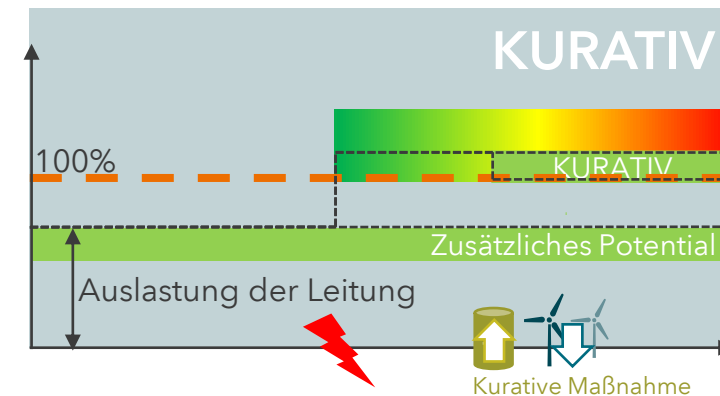 KURATIV
100%
KURATIV
Zusätzliches Potential
Auslastung der Leitung
Kurative Maßnahme